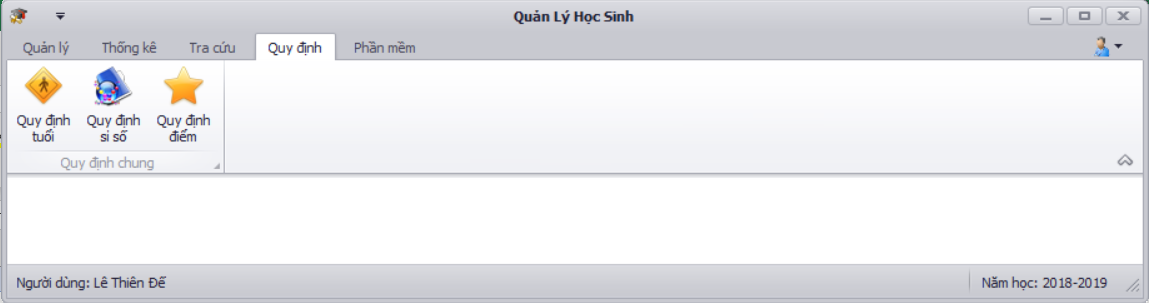 Quản Lý Học Sinh
Quản lý Thống kê Tra cứu Quy định Phần mềm
Quy định tuổi
Quy định sỉ số
Quy định điểm
Quy định chung
Người dùng: Lê Thiên Đế
Năm học: 2018-2019